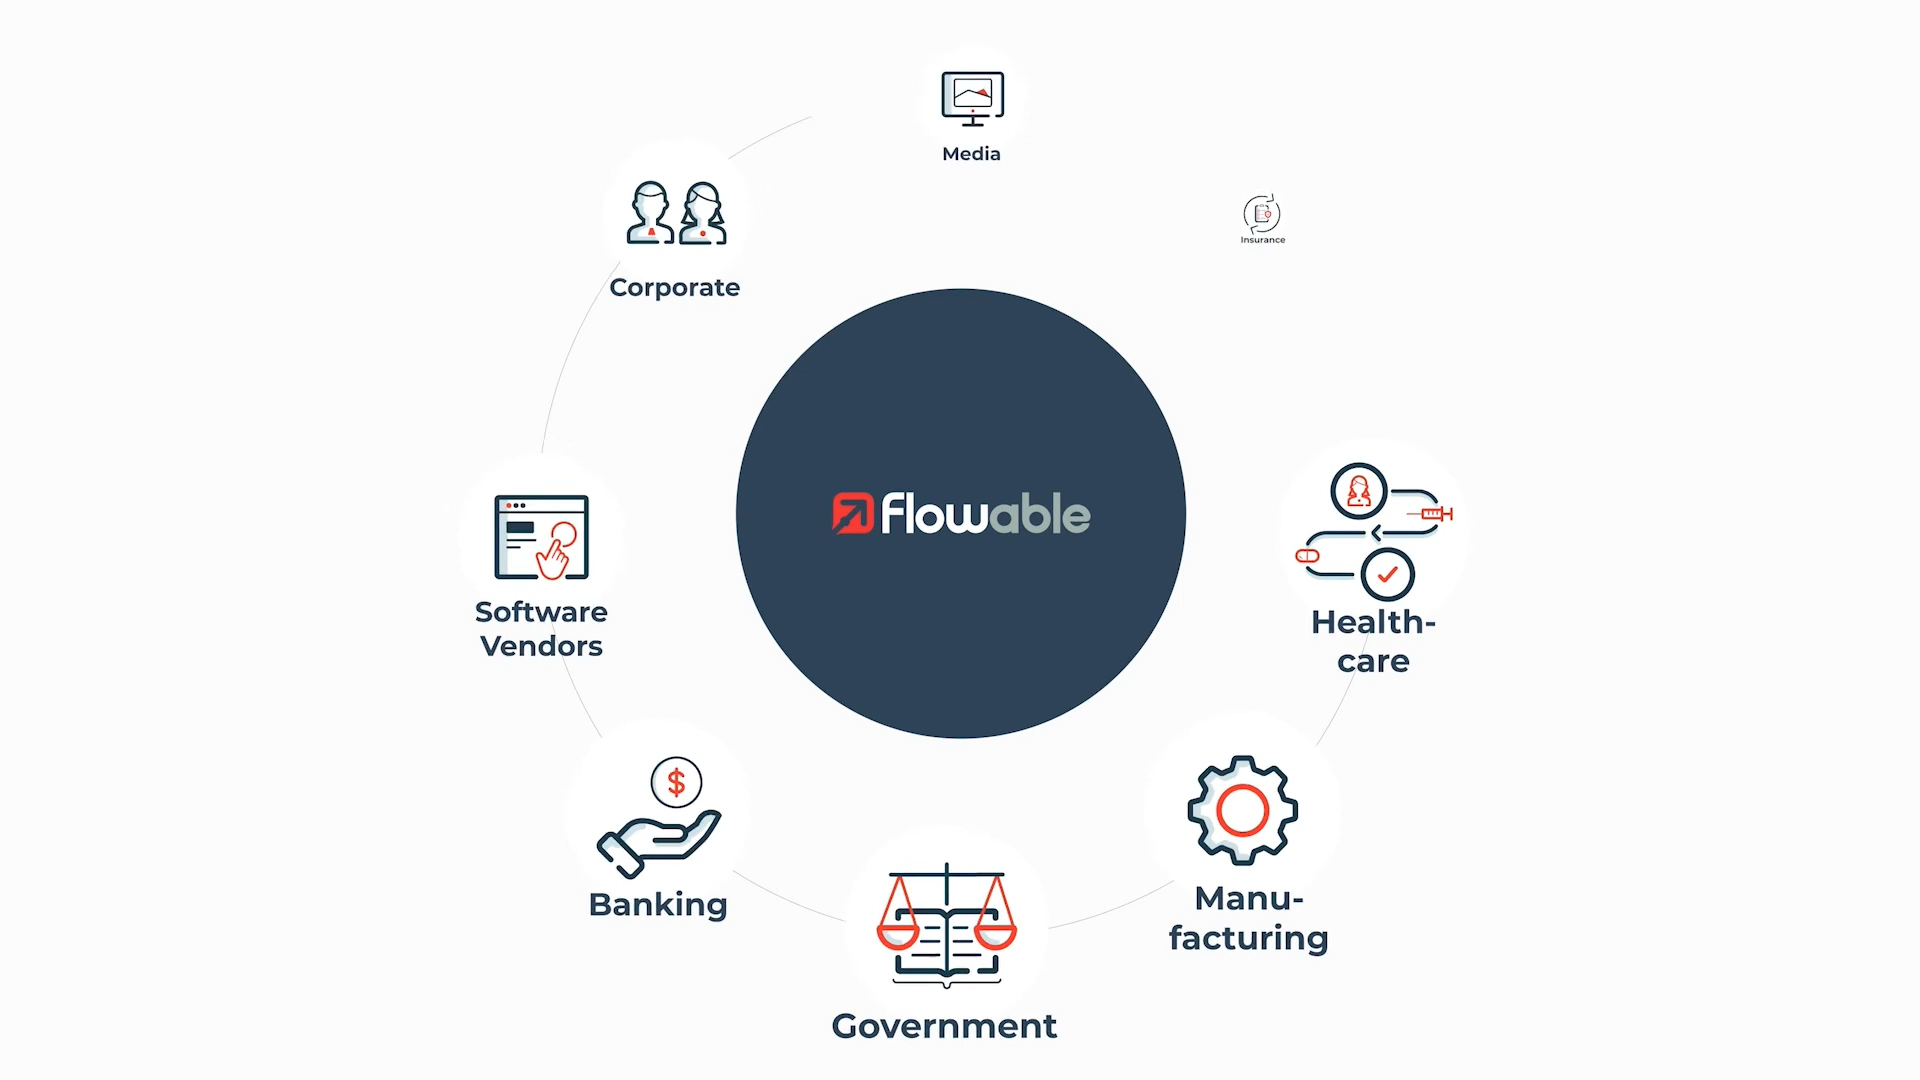 Media
Insurance
Corporate
flowable
Software
Vendors
Health-
care
$
Banking
Manu-
facturing
Government